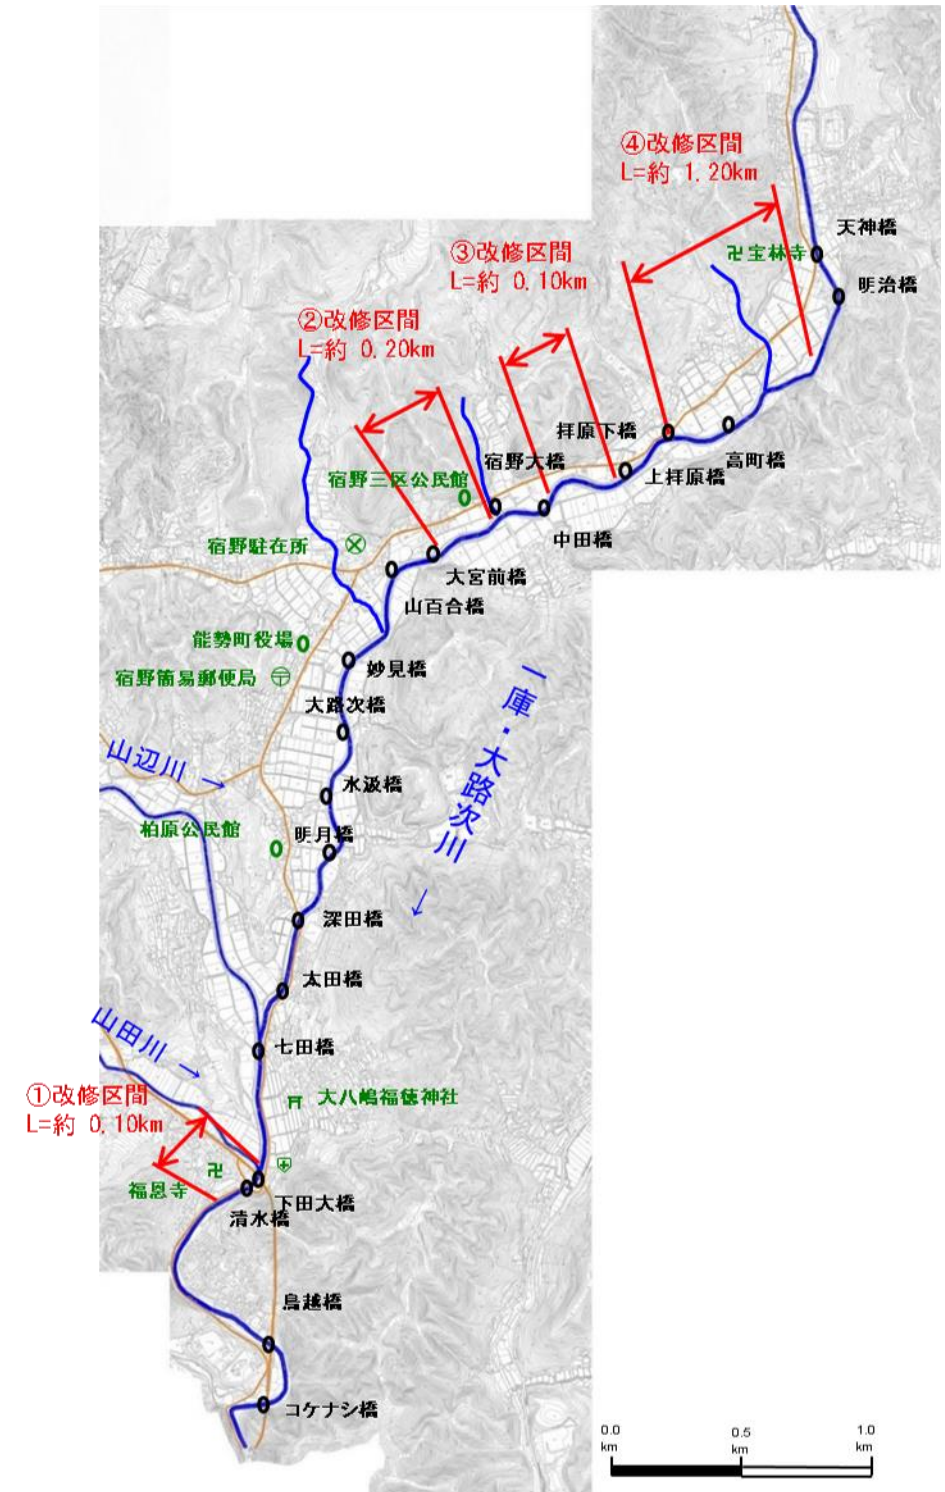 ④改修区間
L=約 1.20km
天神橋
卍宝林寺
③改修区間
L=約 0.10km
明治橋
②改修区間
L=約 0.20km
拝原下橋
宿野大橋
高町橋
上拝原橋
宿野三区公民館
中田橋
宿野駐在所
大宮前橋
山百合橋
能勢町役場
妙見橋
宿野簡易郵便局
〒
大路次橋
一庫・大路次川
↓
山辺川 →
水汲橋
柏原公民館
明月橋
深田橋
太田橋
山田川 →
七田橋
①改修区間
L=約 0.10km
大八嶋福徳神社
卍
福恩寺
下田大橋
清水橋
鳥越橋
コケナシ橋
0.0 0.5 1.0
km km km